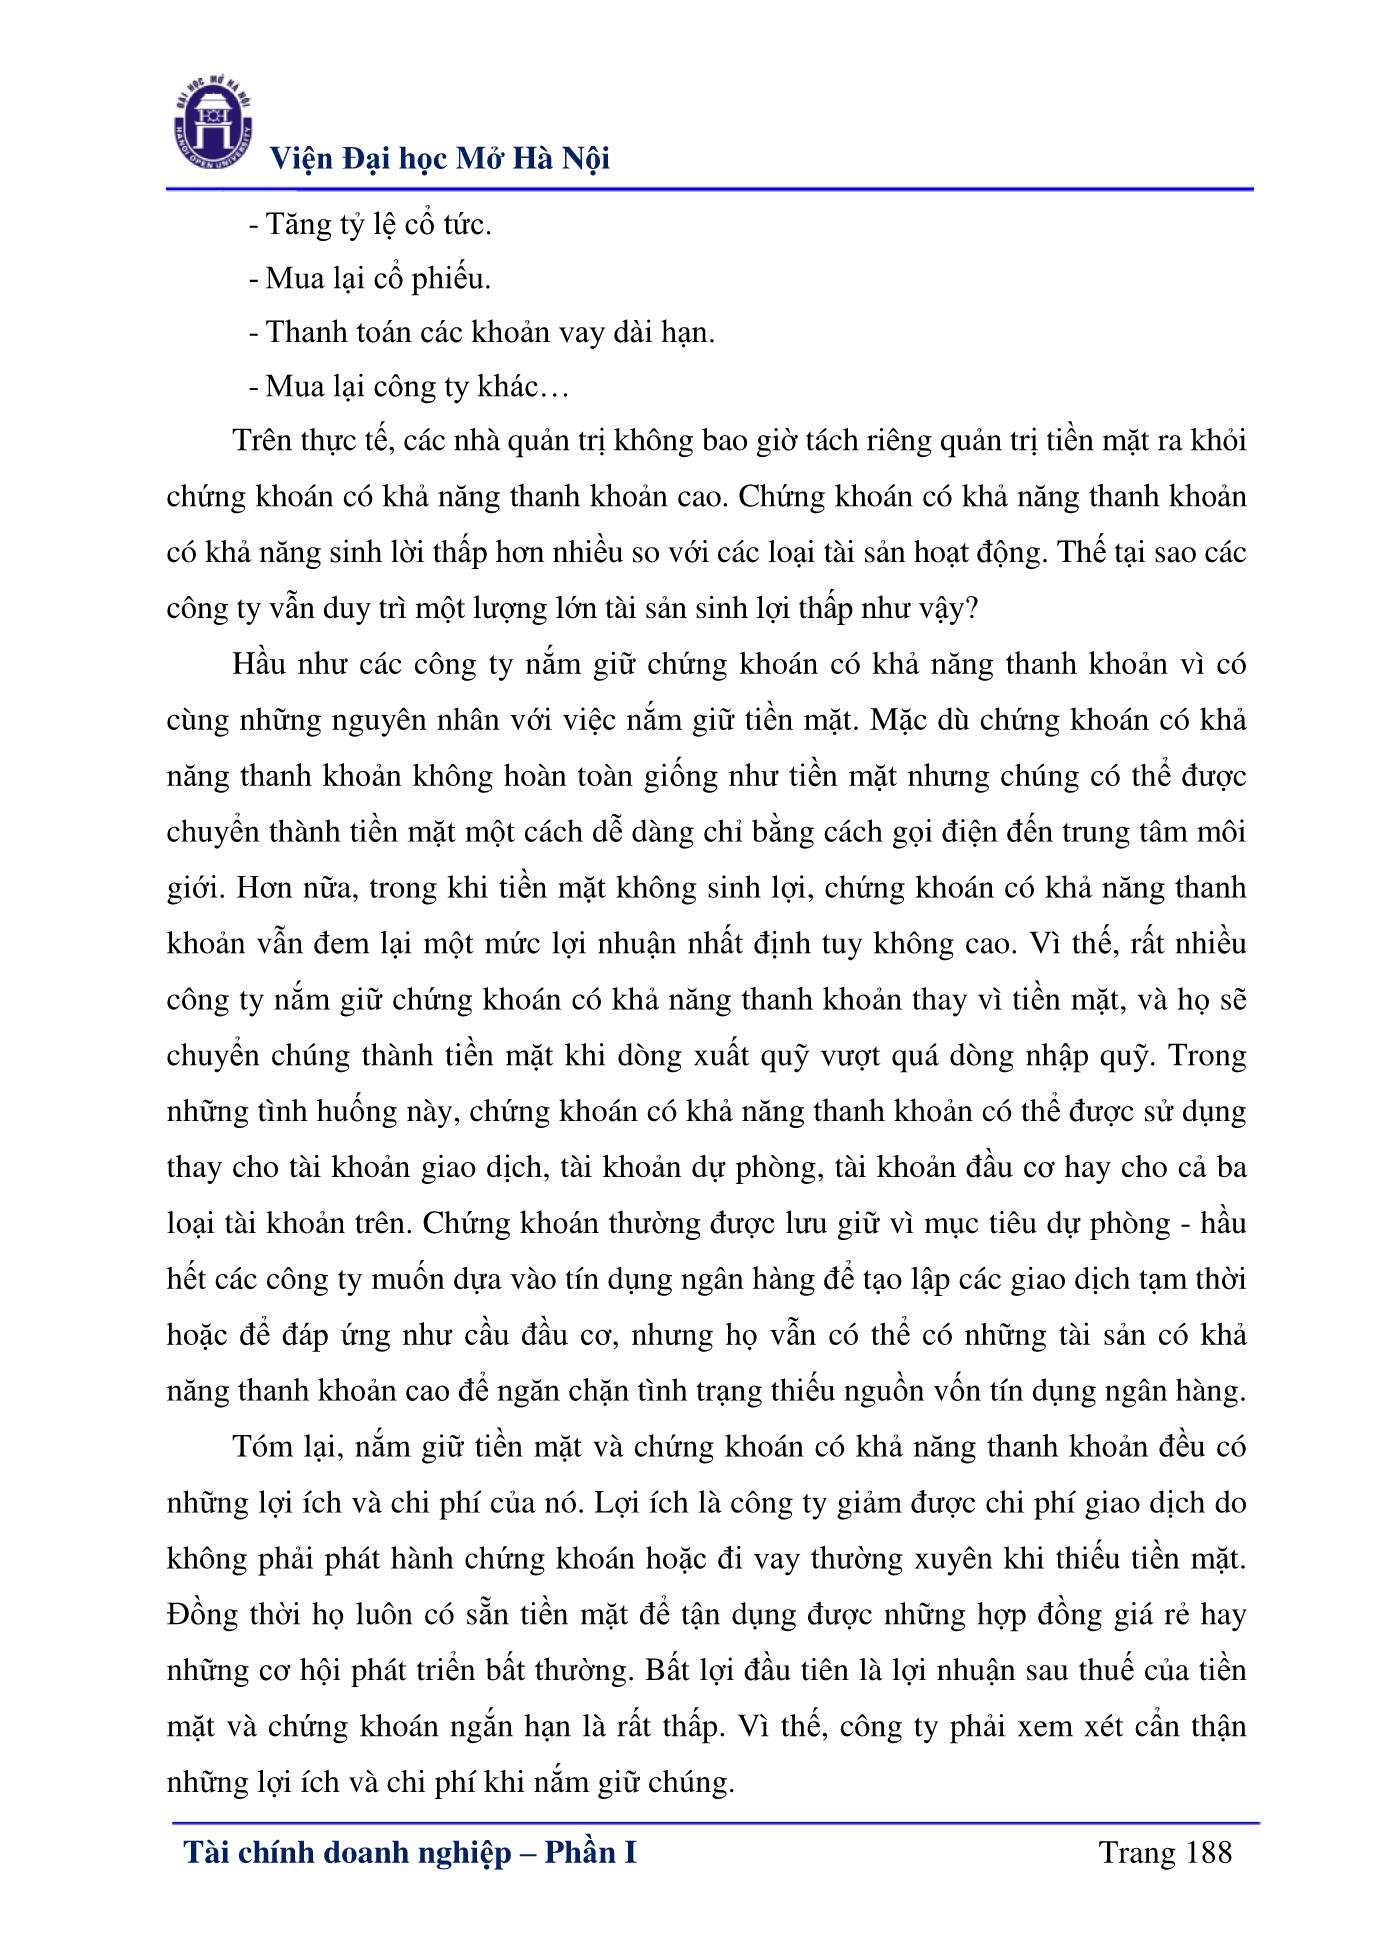 ĐẠI HỌC MỞ HÀ NỘI
HANOI OPEN UNIVERSITY
Viện Đại học Mở Hà Nội
- Tăng tỷ lệ cổ tức.
- Mua lại cổ phiếu.
- Thanh toán các khoản vay dài hạn.
- Mua lại công ty khác…
Trên thực tế, các nhà quản trị không bao giờ tách riêng quản trị tiền mặt ra khỏi
chứng khoán có khả năng thanh khoản cao. Chứng khoán có khả năng thanh khoản
có khả năng sinh lời thấp hơn nhiều so với các loại tài sản hoạt động. Thế tại sao các
công ty vẫn duy trì một lượng lớn tài sản sinh lợi thấp như vậy?
Hầu như các công ty nắm giữ chứng khoán có khả năng thanh khoản vì có
cùng những nguyên nhân với việc nắm giữ tiền mặt. Mặc dù chứng khoán có khả
năng thanh khoản không hoàn toàn giống như tiền mặt nhưng chúng có thể được
chuyển thành tiền mặt một cách dễ dàng chỉ bằng cách gọi điện đến trung tâm môi
giới. Hơn nữa, trong khi tiền mặt không sinh lợi, chứng khoán có khả năng thanh
khoản vẫn đem lại một mức lợi nhuận nhất định tuy không cao. Vì thế, rất nhiều
công ty nắm giữ chứng khoán có khả năng thanh khoản thay vì tiền mặt, và họ sẽ
chuyển chúng thành tiền mặt khi dòng xuất quỹ vượt quá dòng nhập quỹ. Trong
những tình huống này, chứng khoán có khả năng thanh khoản có thể được sử dụng
thay cho tài khoản giao dịch, tài khoản dự phòng, tài khoản đầu cơ hay cho cả ba
loại tài khoản trên. Chứng khoán thường được lưu giữ vì mục tiêu dự phòng - hầu
hết các công ty muốn dựa vào tín dụng ngân hàng để tạo lập các giao dịch tạm thời
hoặc để đáp ứng như cầu đầu cơ, nhưng họ vẫn có thể có những tài sản có khả
năng thanh khoản cao để ngăn chặn tình trạng thiếu nguồn vốn tín dụng ngân hàng.
Tóm lại, nắm giữ tiền mặt và chứng khoán có khả năng thanh khoản đều có
những lợi ích và chi phí của nó. Lợi ích là công ty giảm được chi phí giao dịch do
không phải phát hành chứng khoán hoặc đi vay thường xuyên khi thiếu tiền mặt.
Đồng thời họ luôn có sẵn tiền mặt để tận dụng được những hợp đồng giá rẻ hay
những cơ hội phát triển bất thường. Bất lợi đầu tiên là lợi nhuận sau thuế của tiền
mặt và chứng khoán ngắn hạn là rất thấp. Vì thế, công ty phải xem xét cẩn thận
những lợi ích và chi phí khi nắm giữ chúng.
Tài chính doanh nghiệp – Phần I
Trang 188